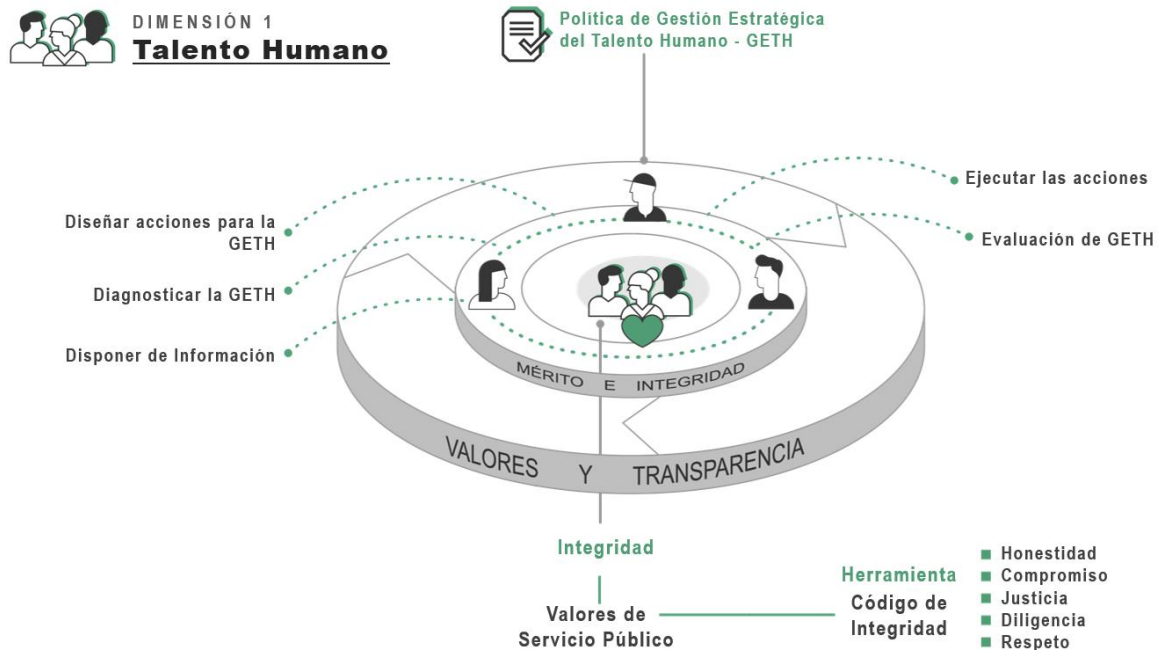 DIMENSIÓN 1
Talento Humano
Política de Gestión Estratégica
del Talento Humano - GETH
Diseñar acciones para la
GETH
Diagnosticar la GETH
Disponer de Información
Ejecutar las acciones
Evaluación de GETH
MÉRITO E INTEGRIDAD
VALORES Y TRANSPARENCIA
Integridad
Valores de
Servicio Público
Herramienta
Código de
Integridad
Honestidad
Compromiso
Justicia
Diligencia
Respeto